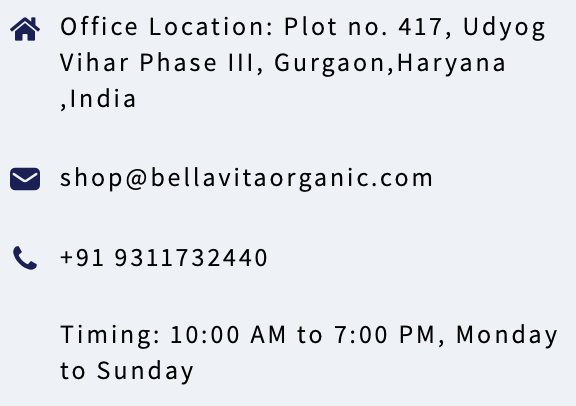 Office Location: Plot no. 417, Udyog
Vihar Phase III, Gurgaon,Haryana
,India
shop@bellavitaorganic.com
+91 9311732440
Timing: 10:00 AM to 7:00 PM, Monday
to Sunday